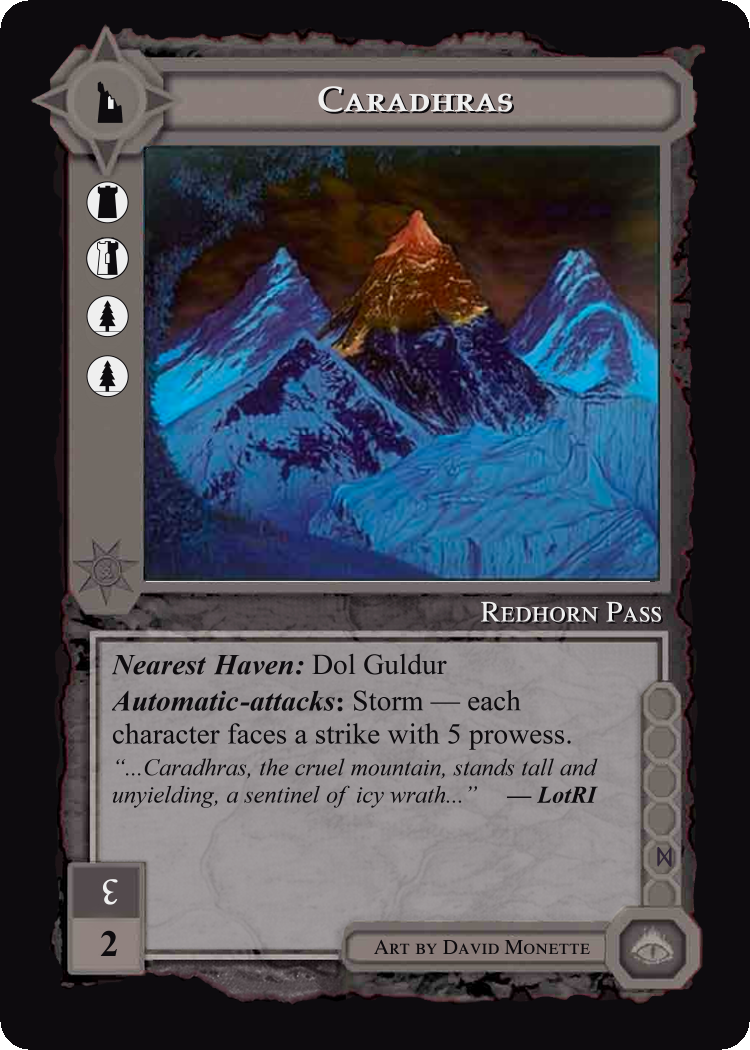 Caradhras
Redhorn Pass
Nearest Haven: Dol Guldur
Automatic-attacks: Storm — each
character faces a strike with 5 prowess.
“...Caradhras, the cruel mountain, stands tall and
unyielding, a sentinel of icy wrath...” — LotRI
ᛞ
2
Art by David Monette